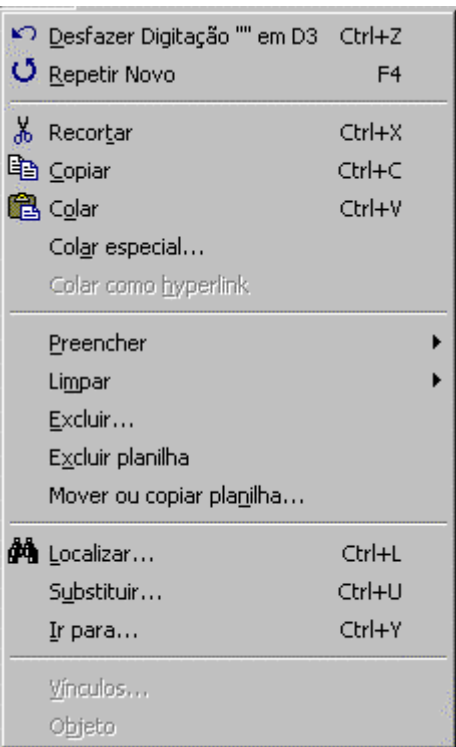 Desfazer Digitação "" em D3 Ctrl+Z
Repetir Novo F4
Recortar Ctrl+X
Copiar Ctrl+C
Colar Ctrl+V
Colar especial...
Colar como hyperlink
Preencher
Limpar
Excluir...
Excluir planilha
Mover ou copiar planilha...
Localizar... Ctrl+L
Substituir... Ctrl+U
Ir para... Ctrl+Y
Vínculos...
Objeto